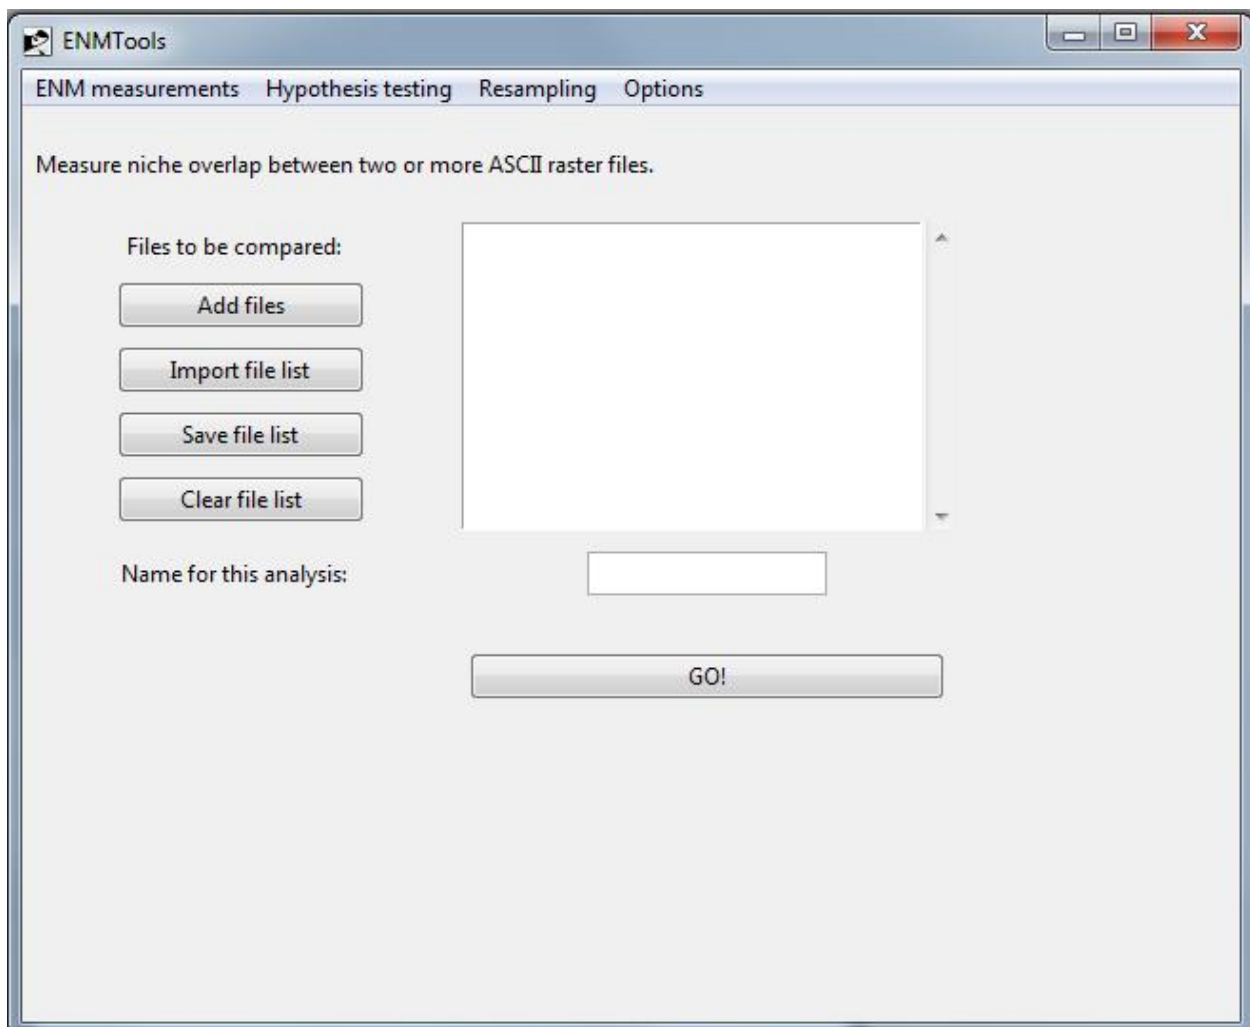 ENMTools
ENM measurements Hypothesis testing Resampling Options
Measure niche overlap between two or more ASCII raster files.
Files to be compared:
Add files
Import file list
Save file list
Clear file list
Name for this analysis:
GO!